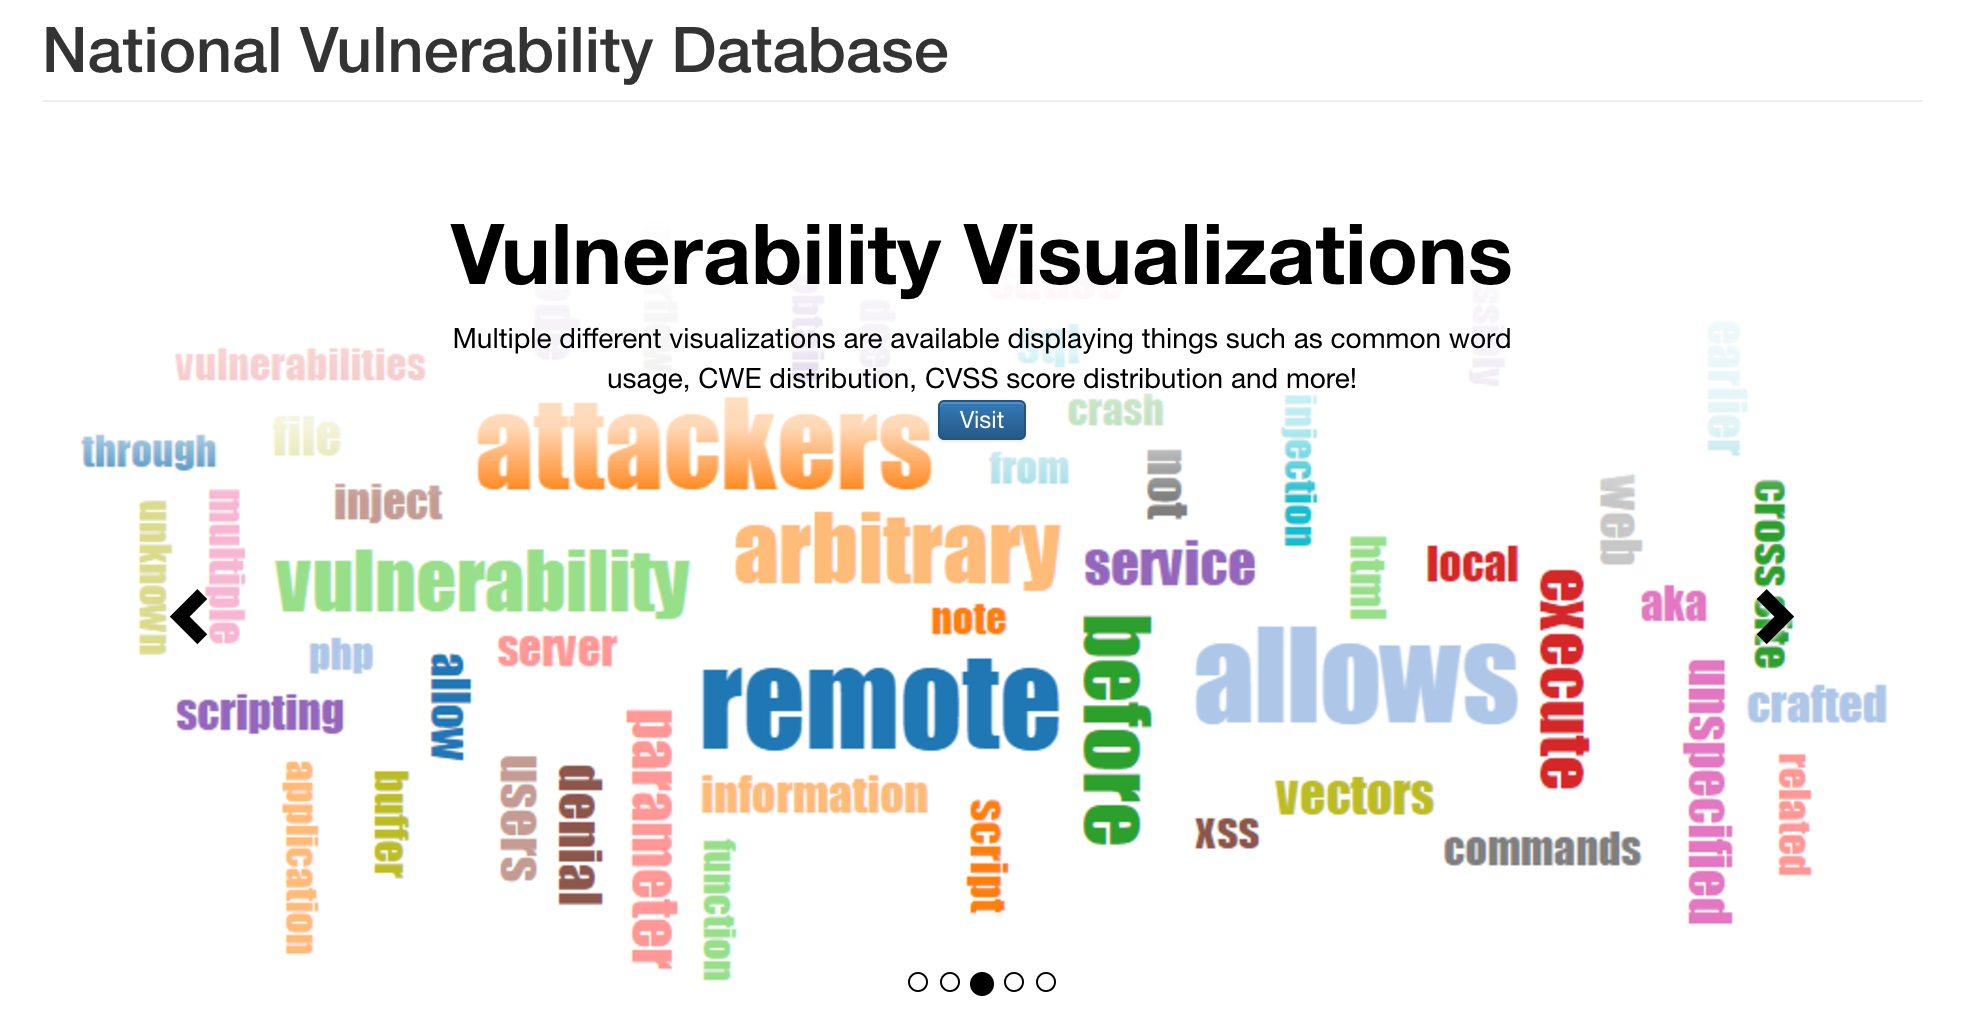 National Vulnerability Database
Vulnerability Visualizations
Multiple different visualizations are available displaying things such as common word
usage, CWE distribution, CVSS score distribution and more!
Visit
vulnerabilities
earlier
sql
through
file
attackers
crash
injection
from
not
inject
unknown
multiple
web
cross
arbitrary
service
html
local
vulnerability
execute
aka
note
php
server
allow
remote
before
allows
unspecified
crafted
scripting
parameter
application
buffer
users
denial
information
script
vectors
xss
commands
related
function